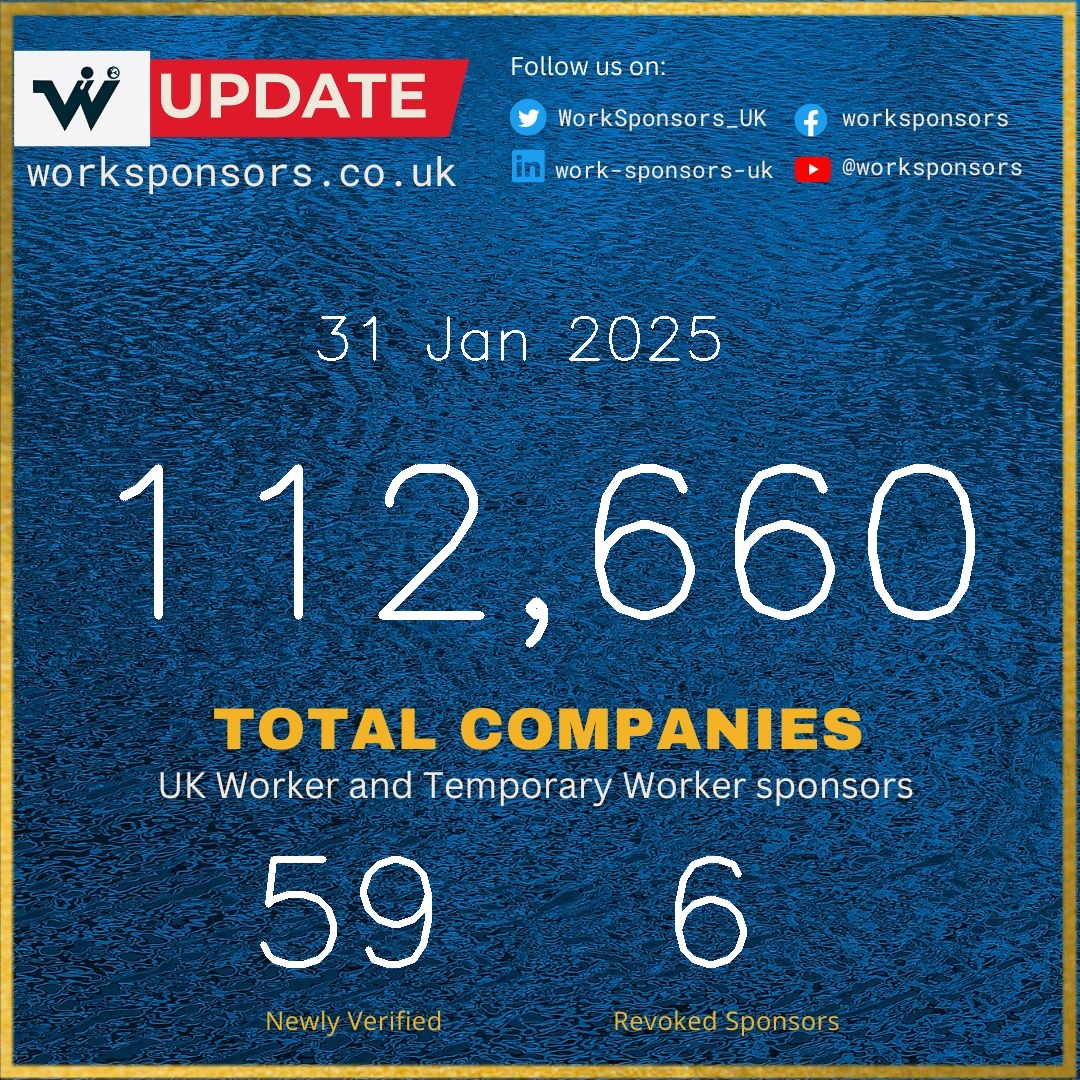 UPDATE
worksponsors.co.uk
Follow us on:
WorkSponsors_UK
worksponsors
work-sponsors-uk
@worksponsors
31 Jan 2025
112,660
TOTAL COMPANIES
UK Worker and Temporary Worker sponsors
59
6
Newly Verified
Revoked Sponsors